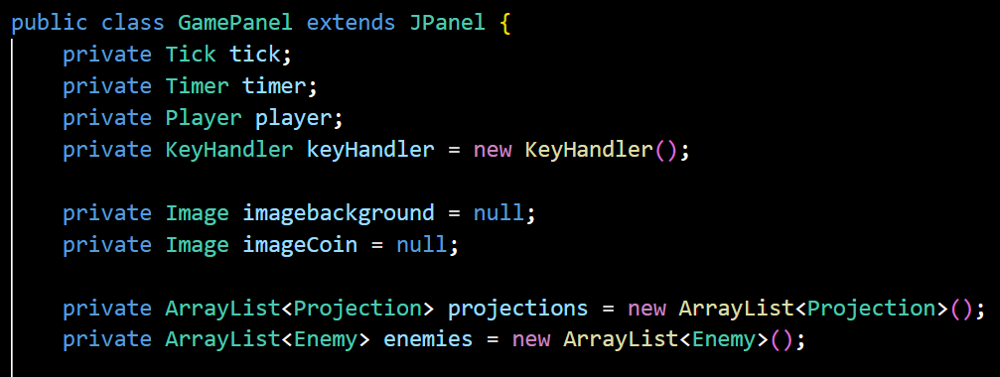 public class GamePanel extends JPanel {
private Tick tick;
private Timer timer;
private Player player;
private KeyHandler keyHandler = new KeyHandler();
private Image imagebackground = null;
private Image imageCoin = null;
private ArrayList<Projection> projections = new ArrayList<Projection>();
private ArrayList<Enemy> enemies = new ArrayList<Enemy>();